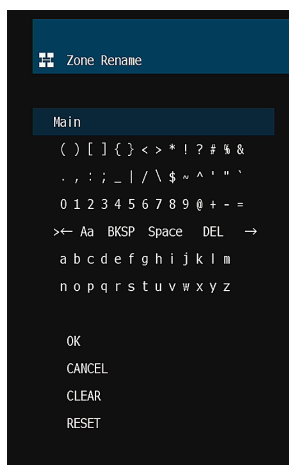 Zone Rename
Main
( ) [ ] { } < > * ! ? # % &
. , : ; _ | / \ $ ~ ^ ' " `
0 1 2 3 4 5 6 7 8 9 @ + - =
>← Aa BKSP Space DEL →
a b c d e f g h i j k l m
n o p q r s t u v w x y z
OK
CANCEL
CLEAR
RESET